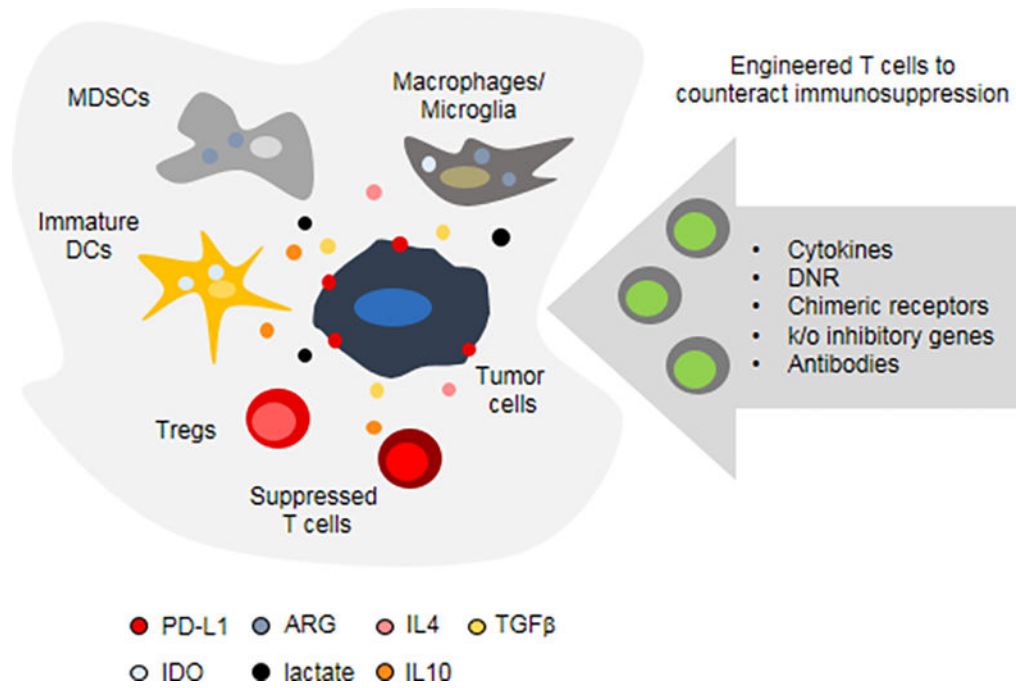 MDSCs
Macrophages/
Microglia
Engineered T cells to
counteract immunosuppression
Immature
DCs
• Cytokines
• DNR
• Chimeric receptors
• k/o inhibitory genes
• Antibodies
Tumor
cells
Tregs
Suppressed
T cells
PD-L1 ARG IL4 TGFβ
IDO lactate IL10